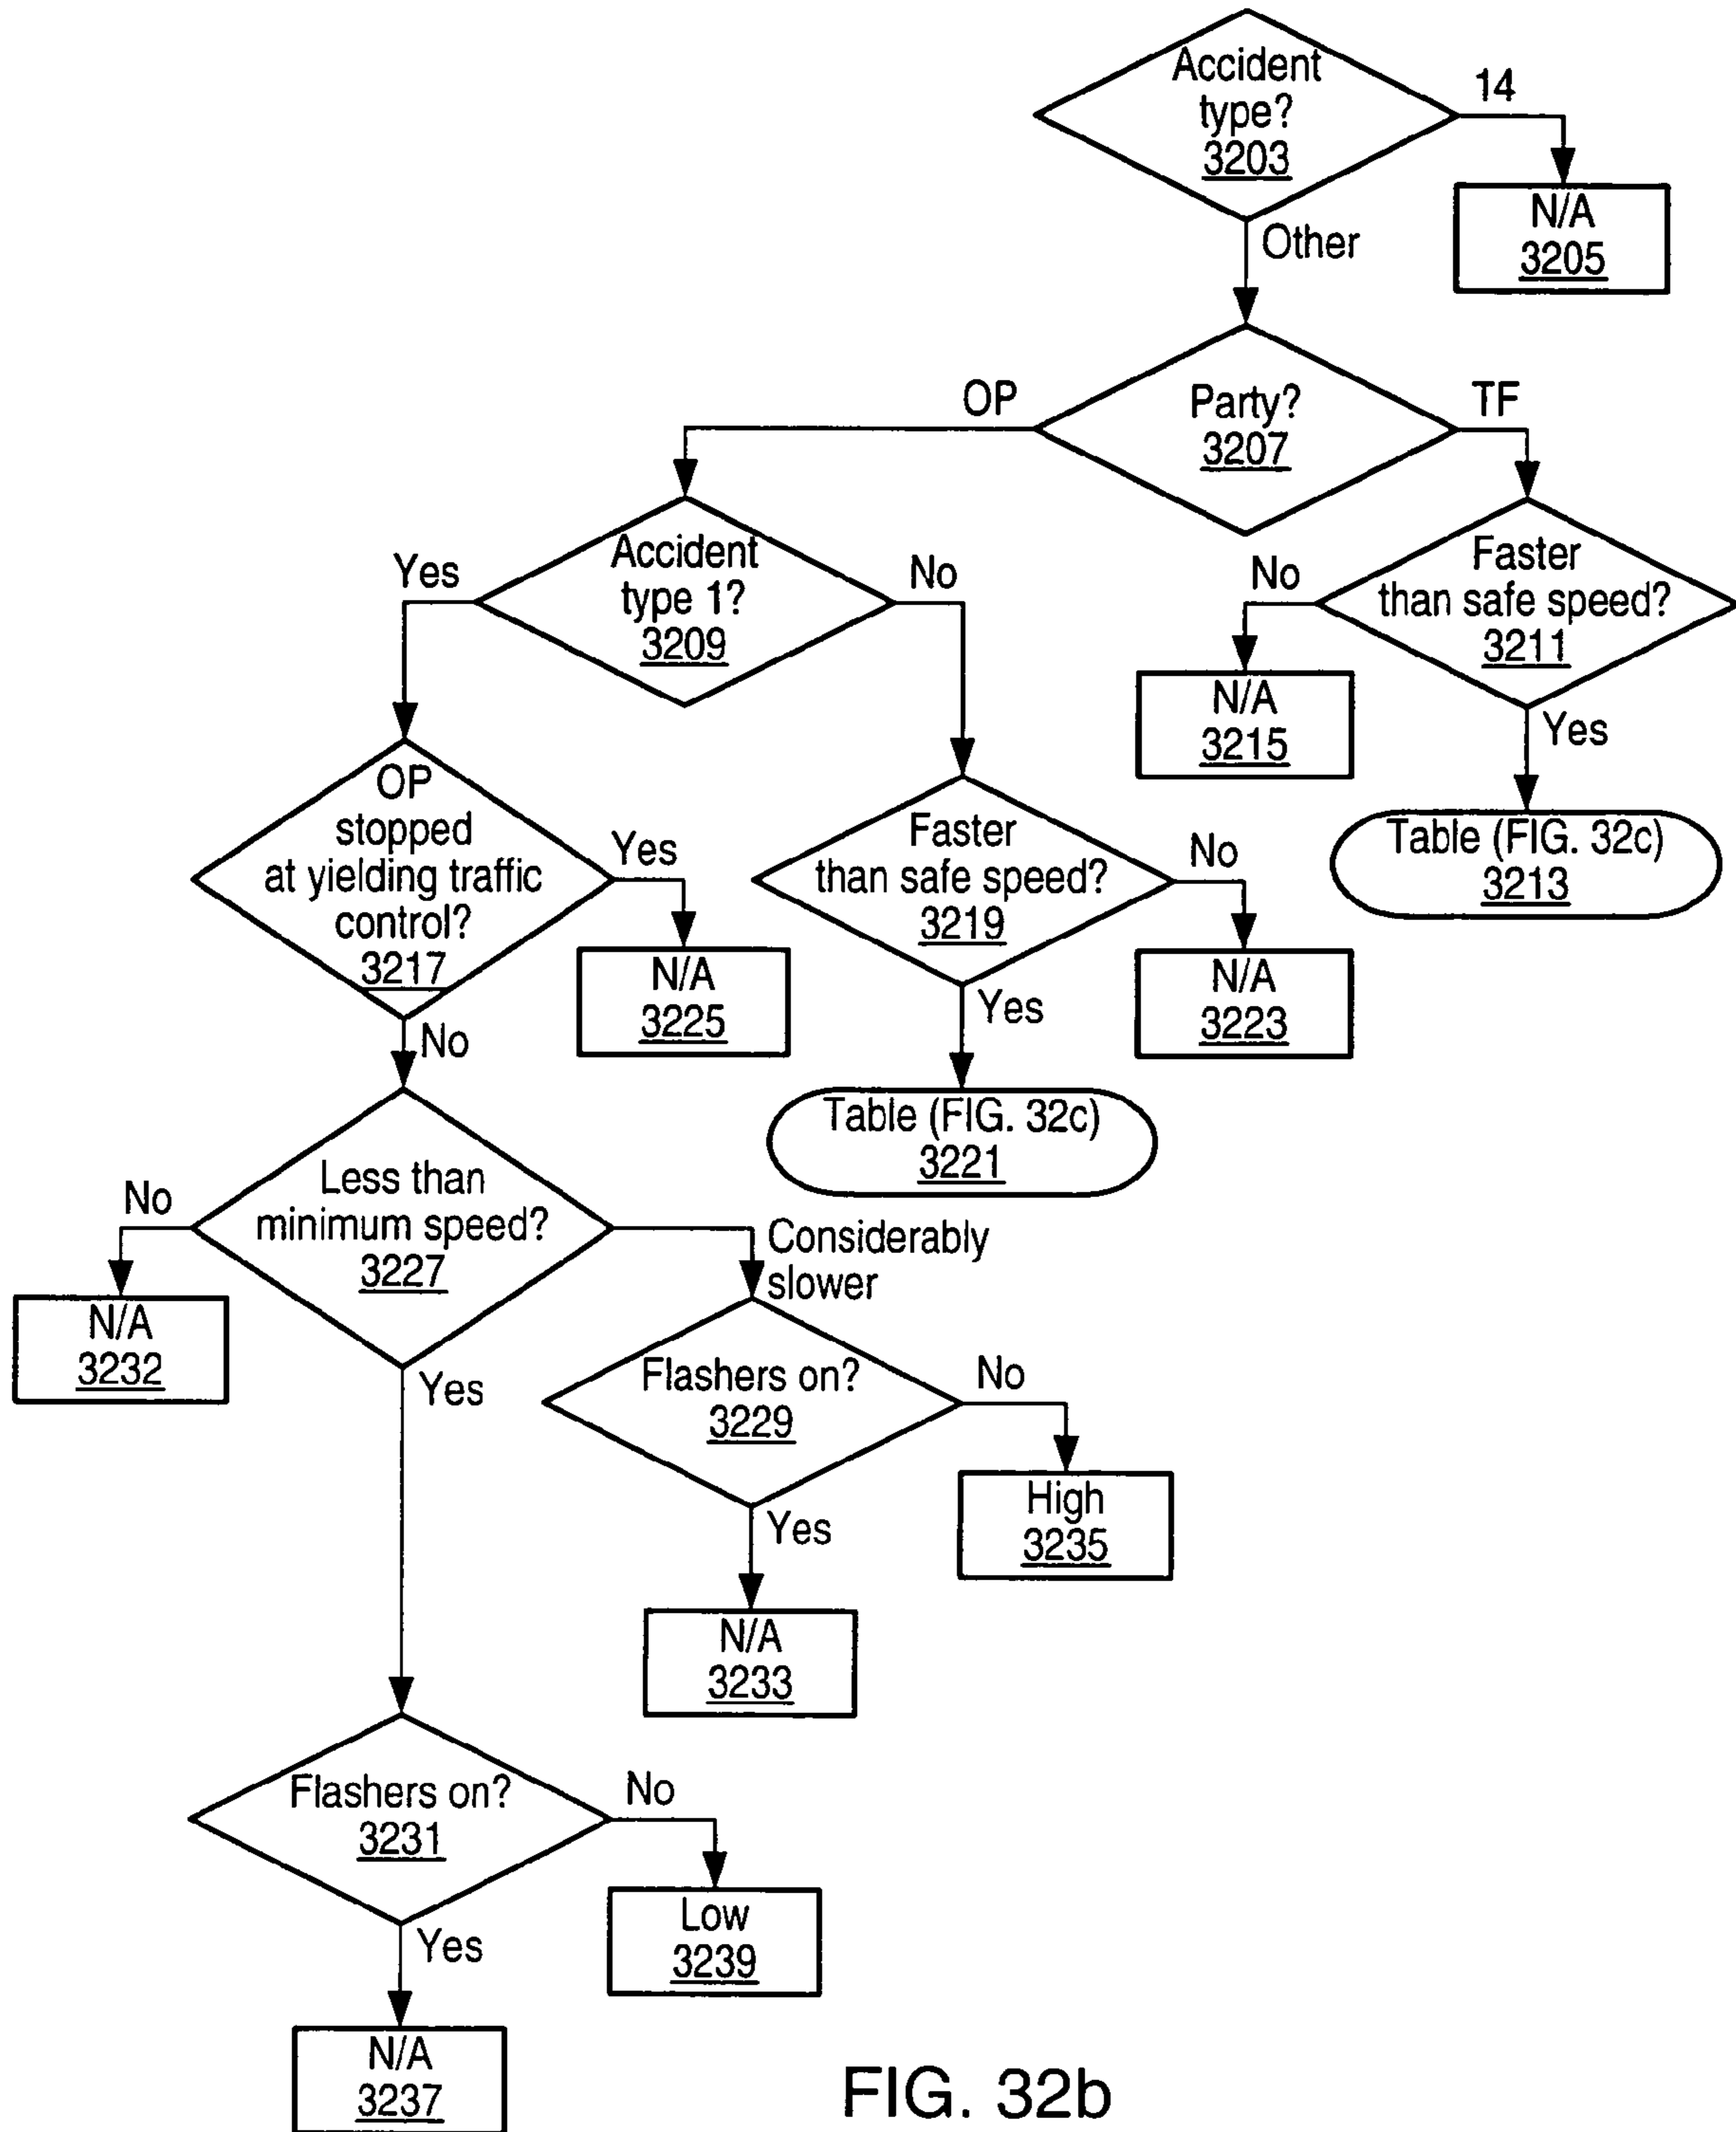 Accident
type?
3203
14
N/A
3205
Other
Party?
3207
OP
TF
Accident
type 1?
3209
Yes
No
Faster
than safe speed?
3211
No
N/A
3215
Yes
Table (FIG. 32c)
3213
OP
stopped
at yielding traffic
control?
3217
Yes
N/A
3225
No
Faster
than safe speed?
3219
No
N/A
3223
Yes
Table (FIG. 32c)
3221
Less than
minimum speed?
3227
No
N/A
3232
Considerably
slower
Yes
Flashers on?
3229
No
High
3235
Yes
N/A
3233
Flashers on?
3231
No
Low
3239
Yes
N/A
3237
FIG. 32b